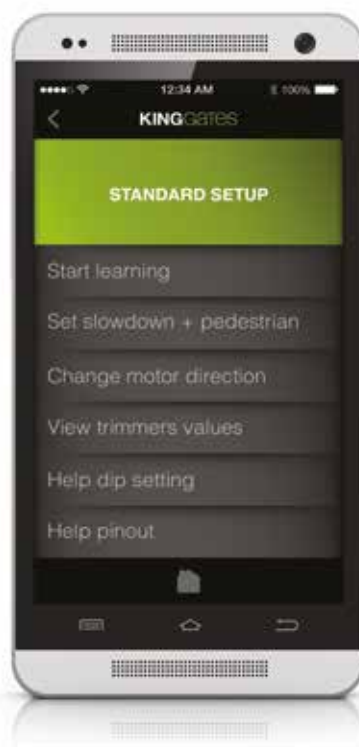 12:34 AM
100%
KINGGATES
STANDARD SETUP
Start learning
Set slowdown + pedestrian
Change motor direction
View trimmers values
Help dip setting
Help pinout